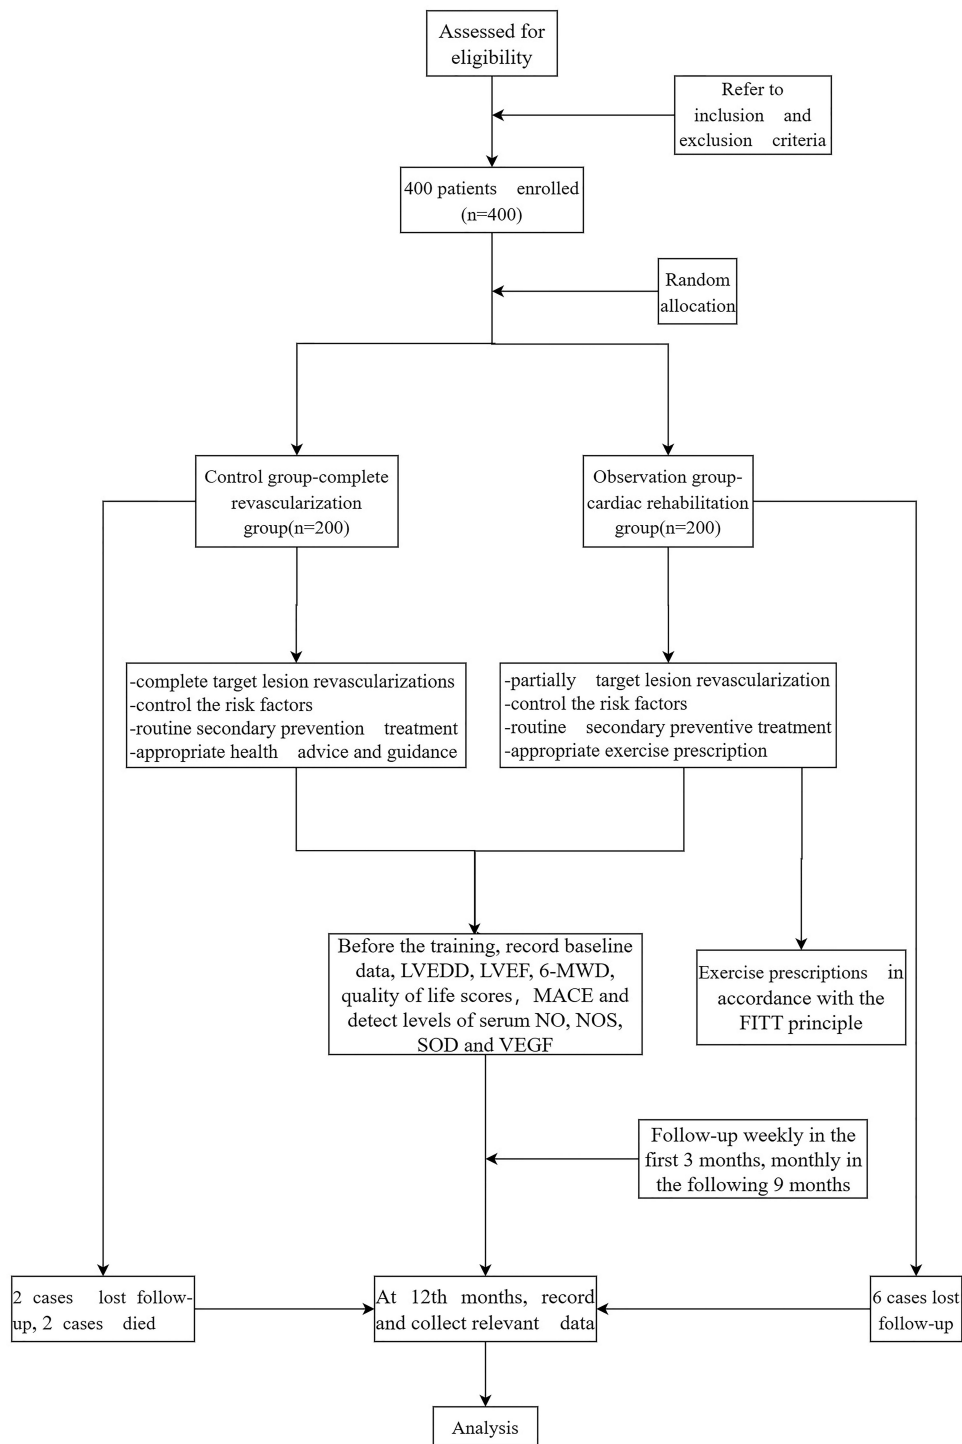 Assessed for
eligibility
Refer to
inclusion and
exclusion criteria
400 patients enrolled
(n=400)
Random
allocation
Control group-complete
revascularization
group(n=200)
Observation group-
cardiac rehabilitation
group(n=200)
-complete target lesion revascularizations
-control the risk factors
-routine secondary prevention treatment
-appropriate health advice and guidance
-partially target lesion revascularization
-control the risk factors
-routine secondary preventive treatment
-appropriate exercise prescription
Before the training, record baseline
data, LVEDD, LVEF, 6-MWD,
quality of life scores，MACE and
detect levels of serum NO, NOS,
SOD and VEGF
Exercise prescriptions in
accordance with the
FITT principle
Follow-up weekly in the
first 3 months, monthly in
the following 9 months
2 cases lost follow-
up, 2 cases died
At 12th months, record
and collect relevant data
6 cases lost
follow-up
Analysis